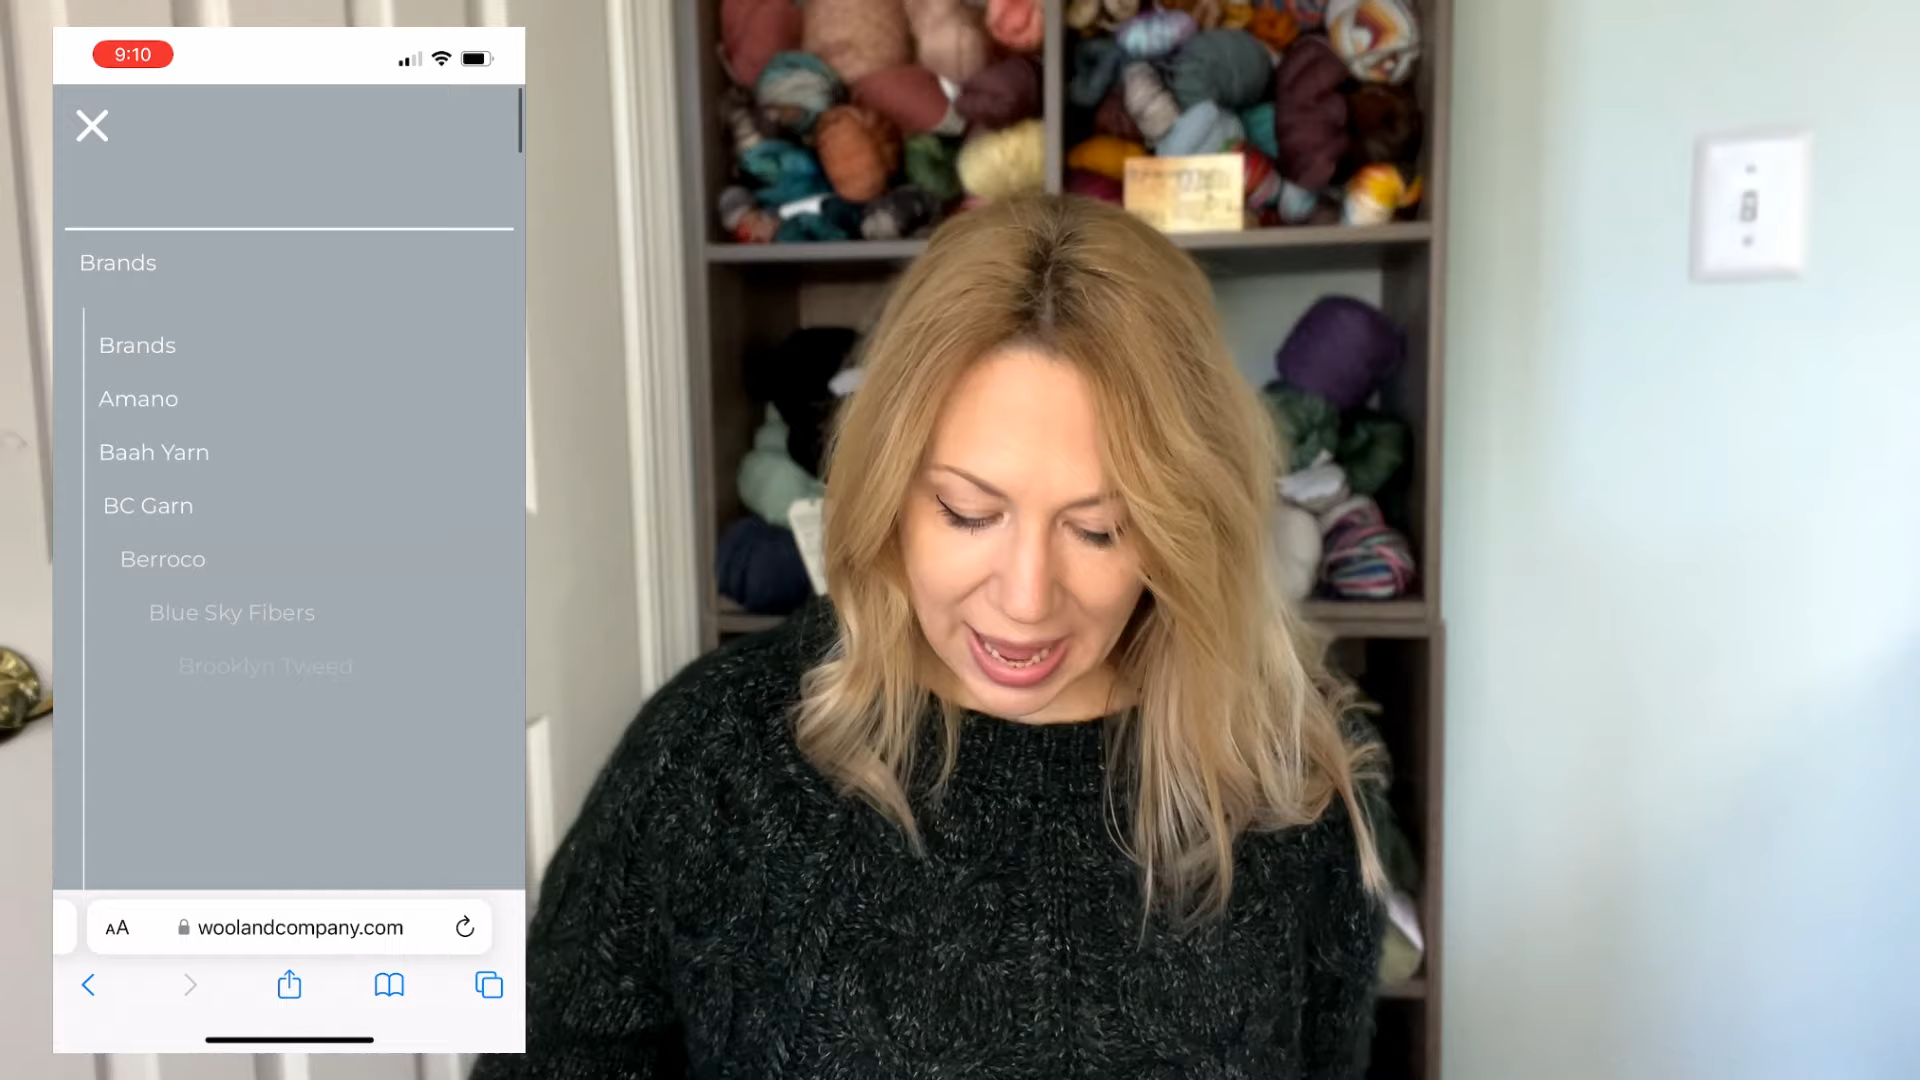 9:10
Brands
Brands
Amano
Baah Yarn
BC Garn
Berroco
Blue Sky Fibers
Brooklyn Tweed
AA
woolandcompany.com